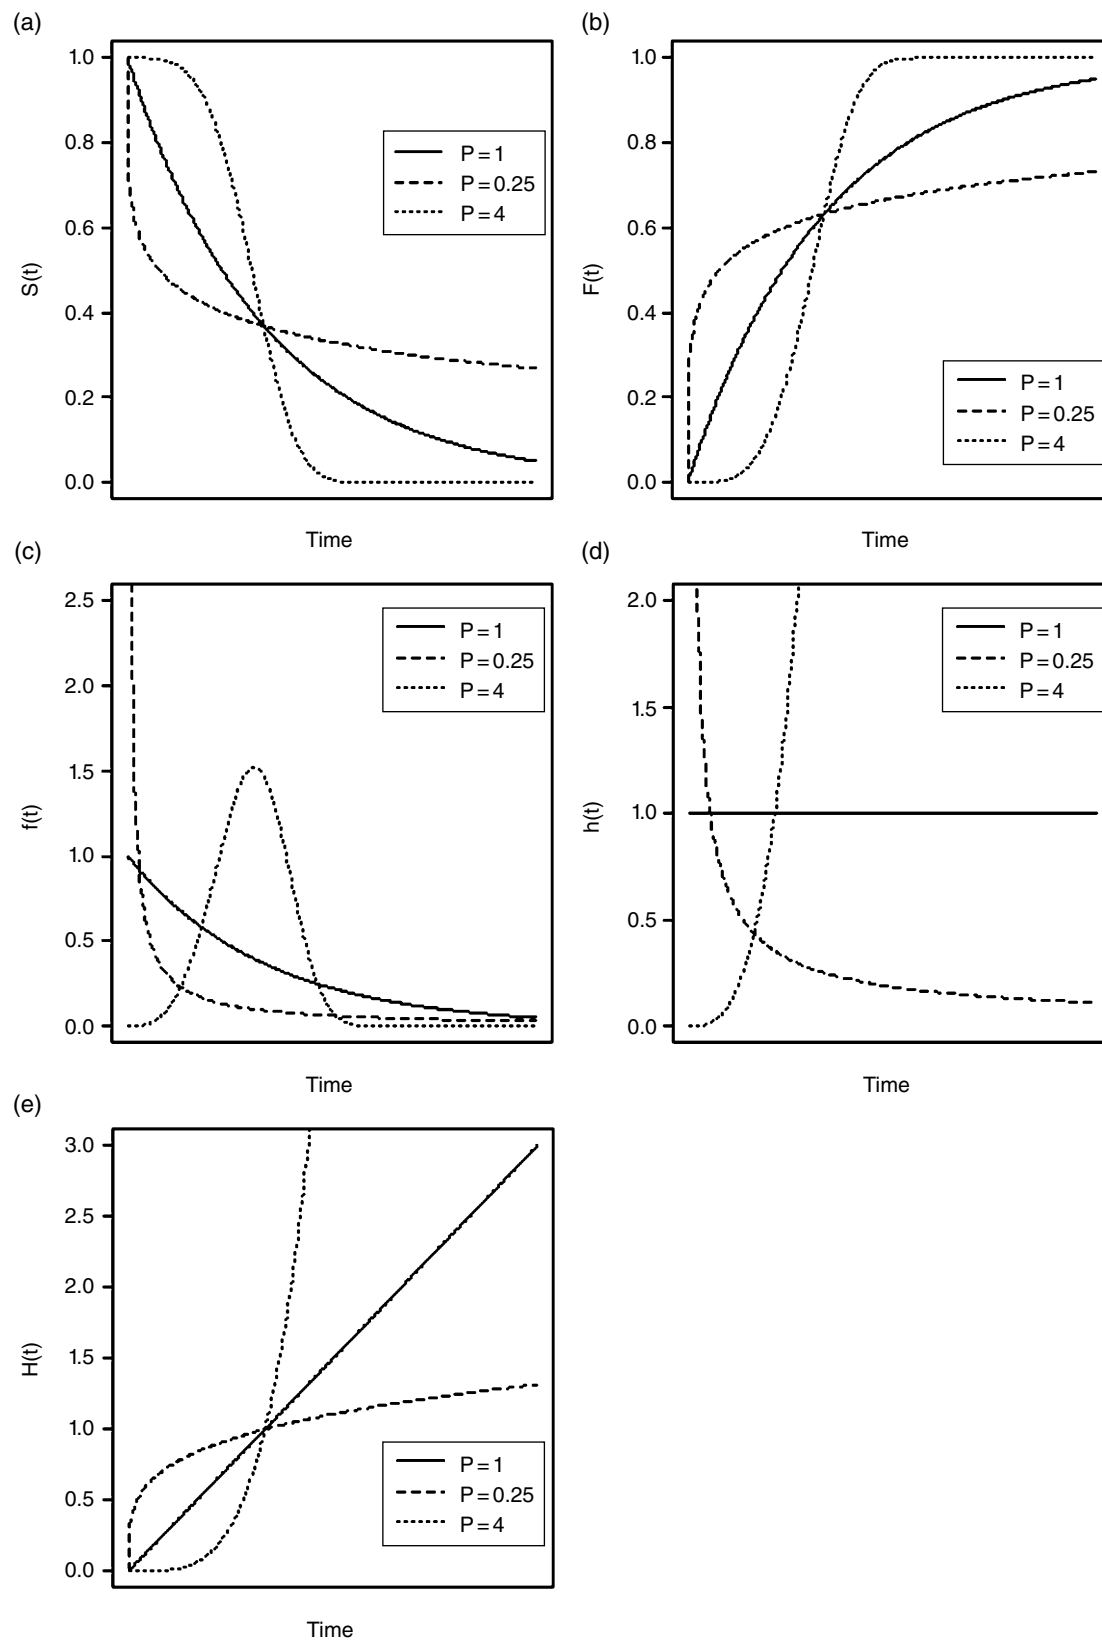 (a)
1.0
0.8
0.6
0.4
0.2
0.0
S(t)
P = 1
P = 0.25
P = 4
Time
(b)
1.0
0.8
0.6
0.4
0.2
0.0
F(t)
P = 1
P = 0.25
P = 4
Time
(c)
2.5
2.0
1.5
1.0
0.5
0.0
f(t)
P = 1
P = 0.25
P = 4
Time
(d)
2.0
1.5
1.0
0.5
0.0
h(t)
P = 1
P = 0.25
P = 4
Time
(e)
3.0
2.5
2.0
1.5
1.0
0.5
0.0
H(t)
P = 1
P = 0.25
P = 4
Time